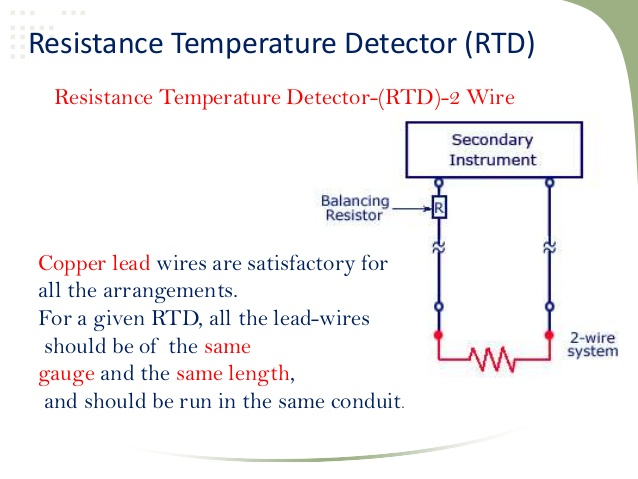 Resistance Temperature Detector (RTD)
Resistance Temperature Detector-(RTD)-2 Wire
Secondary
Instrument
Balancing
Resistor
R
Copper lead wires are satisfactory for
all the arrangements.
For a given RTD, all the lead-wires
should be of the same
gauge and the same length,
and should be run in the same conduit.
2-wire
system